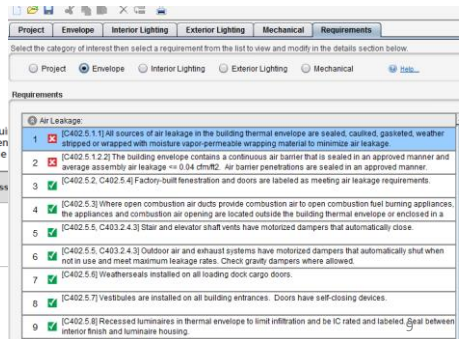 Project Envelope Interior Lighting Exterior Lighting Mechanical Requirements
Select the category of interest then select a requirement from the list to view and modify in the details section below.
Project Envelope Interior Lighting Exterior Lighting Mechanical Help...
Requirements
Air Leakage:
1 [C402.5.1.1] All sources of air leakage in the building thermal envelope are sealed, caulked, gasketed, weather
stripped or wrapped with moisture vapor-permeable wrapping material to minimize air leakage.
2 [C402.5.1.2.2] The building envelope contains a continuous air barrier that is sealed in an approved manner and
average assembly air leakage <= 0.04 cfm/ft2. Air barrier penetrations are sealed in an approved manner.
3 [C402.5.2, C402.5.4] Factory-built fenestration and doors are labeled as meeting air leakage requirements.
4 [C402.5.3] Where open combustion air ducts provide combustion air to open combustion fuel burning appliances,
the appliances and combustion air opening are located outside the building thermal envelope or enclosed in a
5 [C402.5.5, C403.2.4.3] Stair and elevator shaft vents have motorized dampers that automatically close.
6 [C402.5.5, C403.2.4.3] Outdoor air and exhaust systems have motorized dampers that automatically shut when
not in use and meet maximum leakage rates. Check gravity dampers where allowed.
7 [C402.5.6] Weatherseals installed on all loading dock cargo doors.
8 [C402.5.7] Vestibules are installed on all building entrances. Doors have self-closing devices.
9 [C402.5.8] Recessed luminaires in thermal envelope to limit infiltration and be IC rated and labeled. Seal between
interior finish and luminaire housing.
9